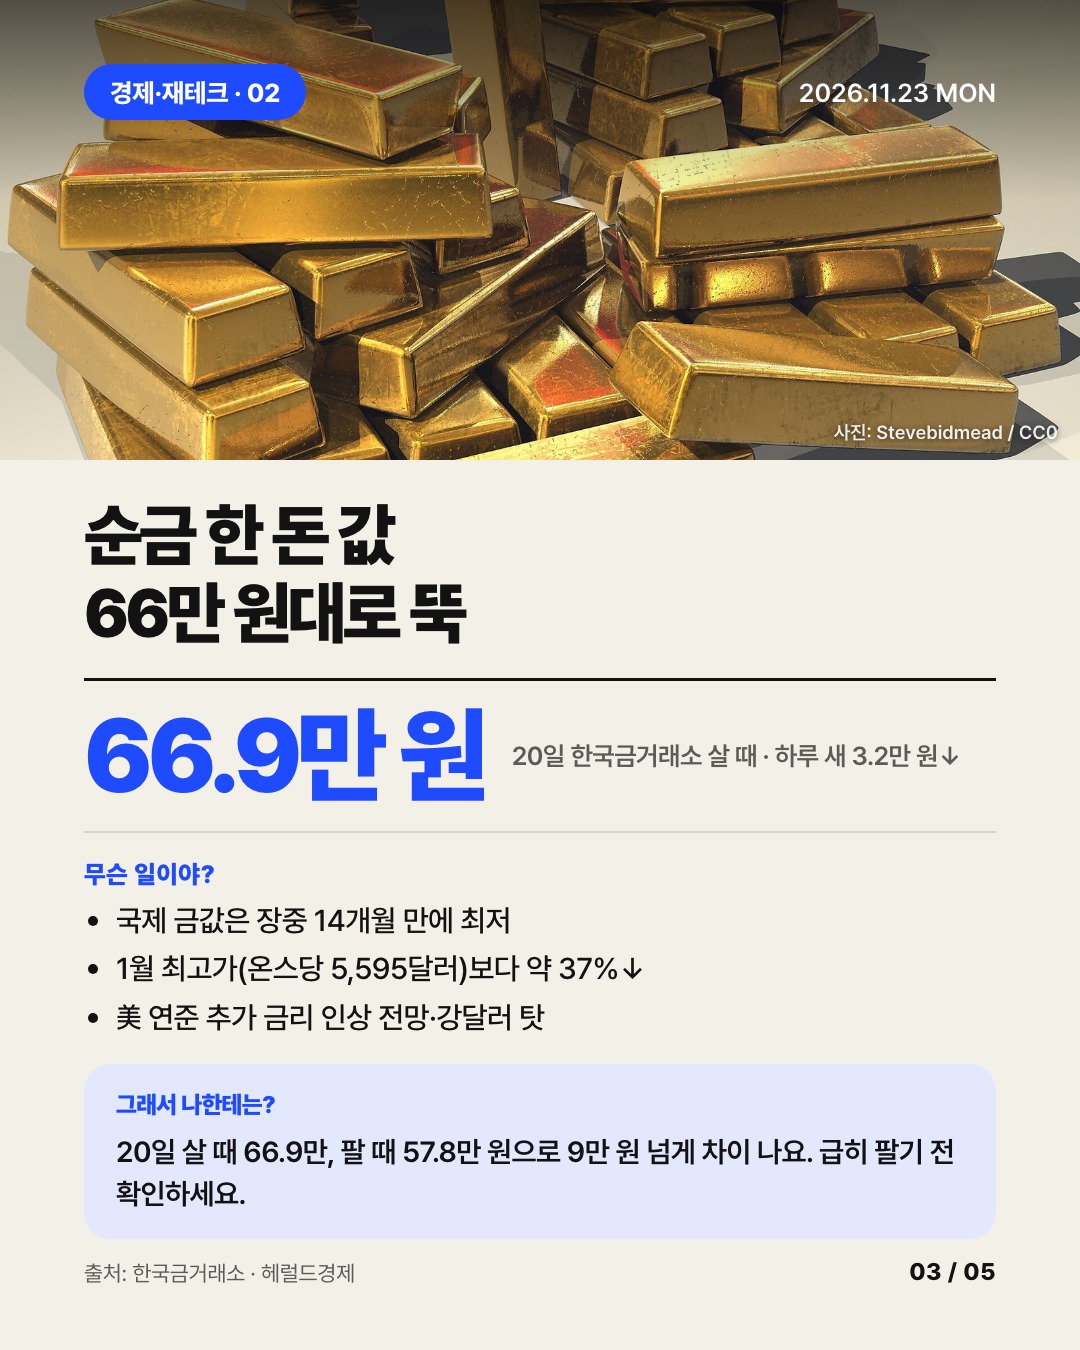 경제·재테크 · 02
2026.11.23 MON
사진: Stevebidmead / CC0
순금 한 돈 값
66만 원대로 뚝
66.9만 원
20일 한국금거래소 살 때 · 하루 새 3.2만 원↓
무슨 일이야?
• 국제 금값은 장중 14개월 만에 최저
• 1월 최고가(온스당 5,595달러)보다 약 37%↓
• 美 연준 추가 금리 인상 전망·강달러 탓
그래서 나한테는?
20일 살 때 66.9만, 팔 때 57.8만 원으로 9만 원 넘게 차이 나요. 급히 팔기 전
확인하세요.
출처: 한국금거래소 · 헤럴드경제
03 / 05